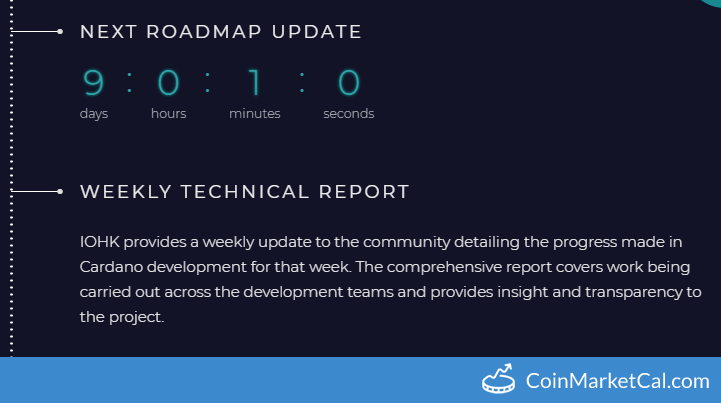 NEXT ROADMAP UPDATE
9 : 0 : 1 : 0
days hours minutes seconds
WEEKLY TECHNICAL REPORT
IOHK provides a weekly update to the community detailing the progress made in
Cardano development for that week. The comprehensive report covers work being
carried out across the development teams and provides insight and transparency to
the project.
CoinMarketCal.com